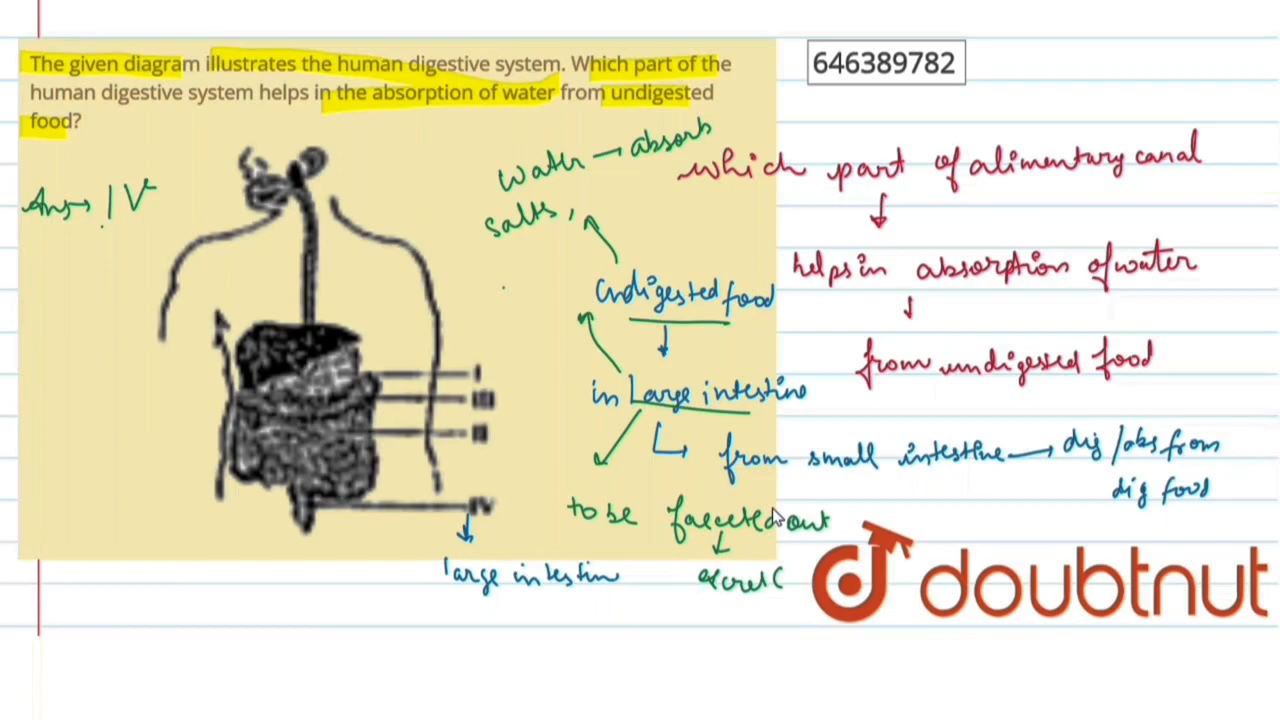 The given diagram illustrates the human digestive system. Which part of the
human digestive system helps in the absorption of water from undigested
food?
646389782
Ans→ IV
water → absorb
salts,
undigested food
in Large intestine
from small intestine → dig / abs from
dig food
to be faeceted out
excret
which part of alimentary canal
helps in absorption of water
from undigested food
I
III
II
IV
large intestin
doubtnut